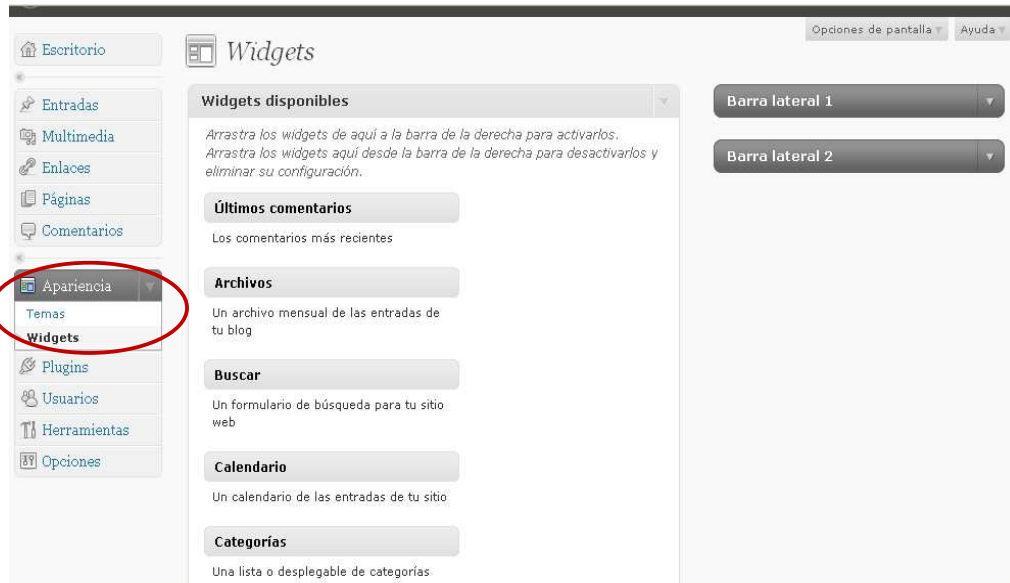 Opciones de pantalla
Ayuda
Escritorio
Entradas
Multimedia
Enlaces
Páginas
Comentarios
Apariencia
Temas
Widgets
Plugins
Usuarios
Herramientas
Opciones
Widgets
Widgets disponibles
Arrastra los widgets de aquí a la barra de la derecha para activarlos.
Arrastra los widgets aquí desde la barra de la derecha para desactivarlos y
eliminar su configuración.
Últimos comentarios
Los comentarios más recientes
Archivos
Un archivo mensual de las entradas de
tu blog
Buscar
Un formulario de búsqueda para tu sitio
web
Calendario
Un calendario de las entradas de tu sitio
Categorías
Una lista o desplegable de categorías
Barra lateral 1
Barra lateral 2